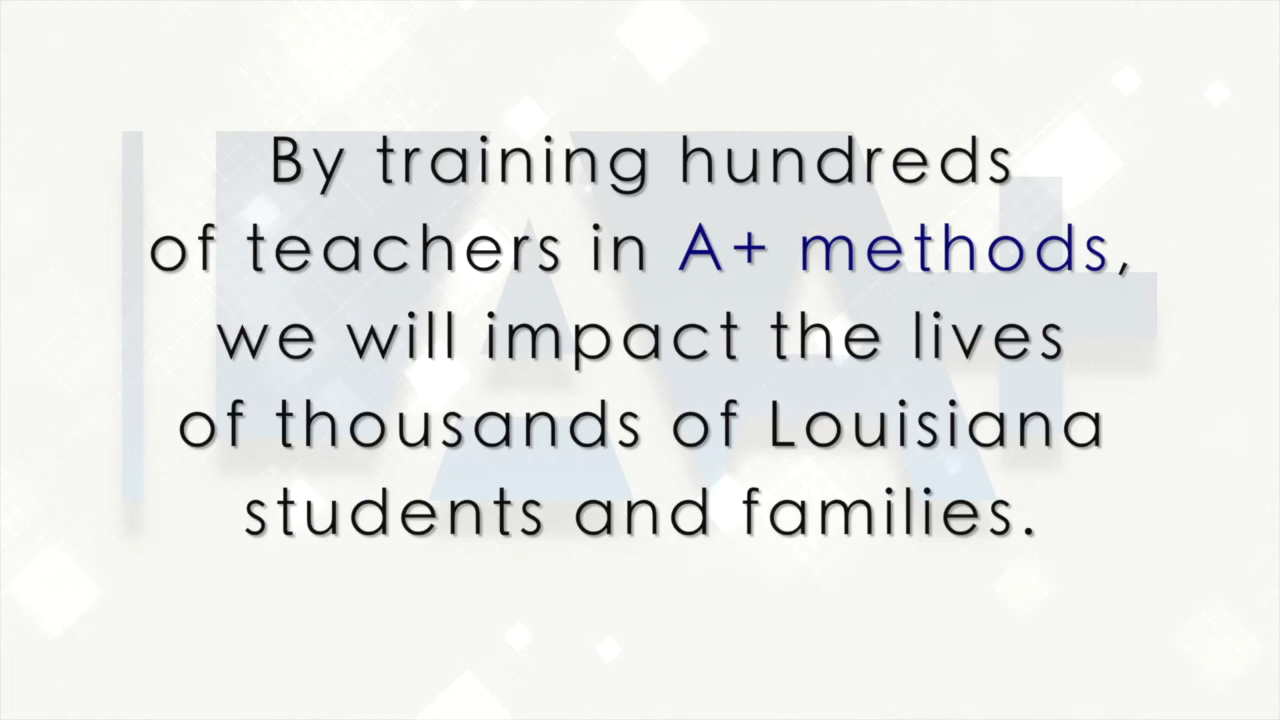 By training hundreds
of teachers in A+ methods,
we will impact the lives
of thousands of Louisiana
students and families.